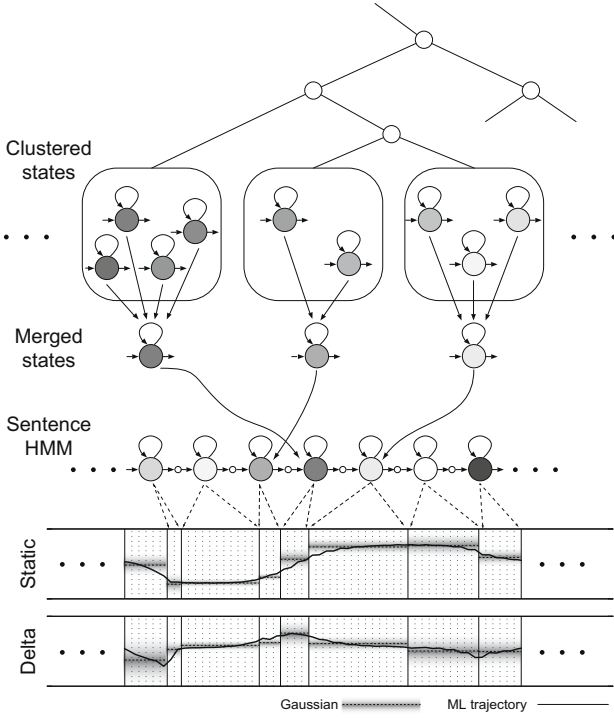 Clustered
states
Merged
states
Sentence
HMM
Static
Delta
Gaussian
ML trajectory